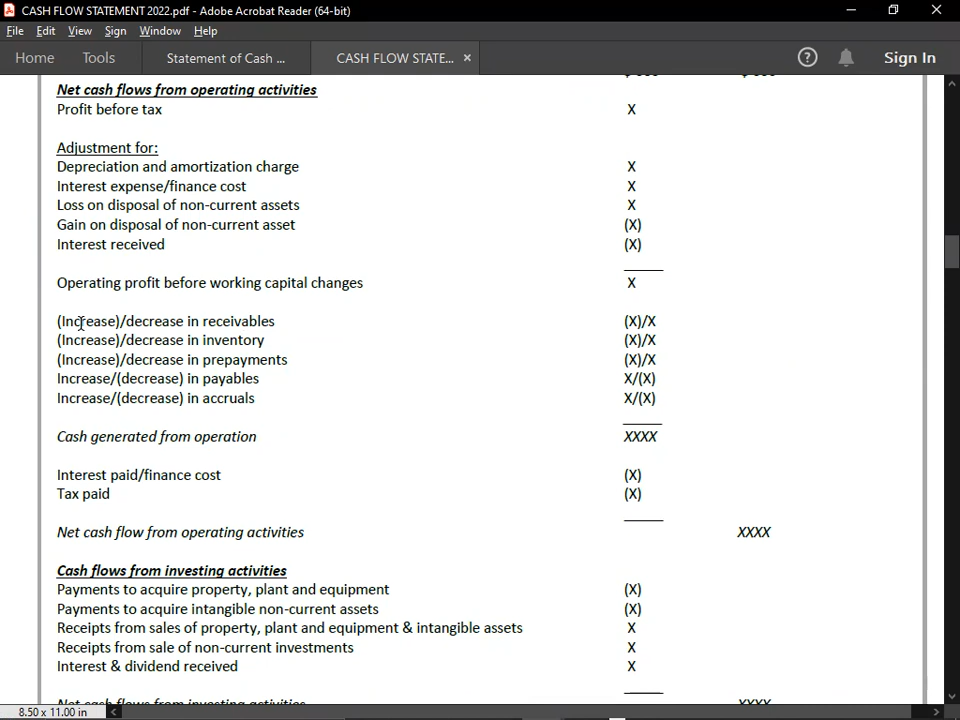 CASH FLOW STATEMENT 2022.pdf - Adobe Acrobat Reader (64-bit)
File Edit View Sign Window Help
Home Tools Statement of Cash ... CASH FLOW STATE... × Sign In
Net cash flows from operating activities
Profit before tax X
Adjustment for:
Depreciation and amortization charge X
Interest expense/finance cost X
Loss on disposal of non-current assets X
Gain on disposal of non-current asset (X)
Interest received (X)
Operating profit before working capital changes X
(Increase)/decrease in receivables (X)/X
(Increase)/decrease in inventory (X)/X
(Increase)/decrease in prepayments (X)/X
Increase/(decrease) in payables X/(X)
Increase/(decrease) in accruals X/(X)
Cash generated from operation XXXX
Interest paid/finance cost (X)
Tax paid (X)
Net cash flow from operating activities XXXX
Cash flows from investing activities
Payments to acquire property, plant and equipment (X)
Payments to acquire intangible non-current assets (X)
Receipts from sales of property, plant and equipment & intangible assets X
Receipts from sale of non-current investments X
Interest & dividend received X
Net cash flows from investing activities XXXX
8.50 x 11.00 in